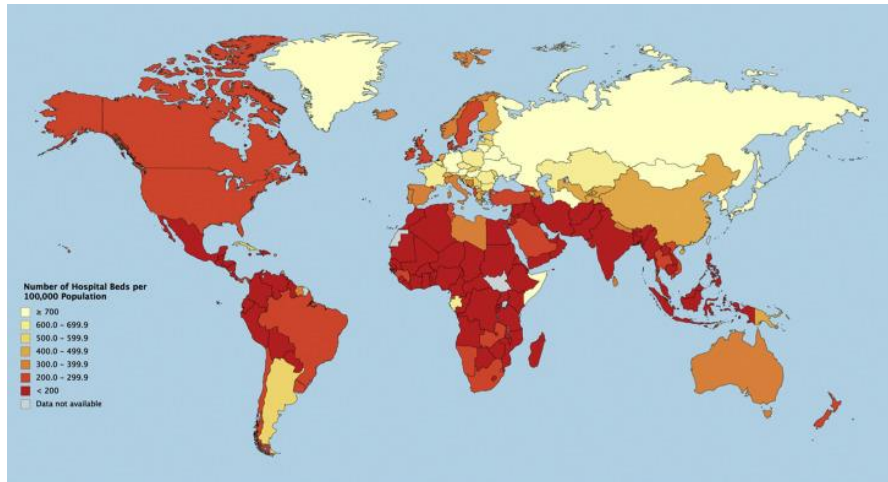 Number of Hospital Beds per
100,000 Population
≥ 700
600.0 - 699.9
500.0 - 599.9
400.0 - 499.9
300.0 - 399.9
200.0 - 299.9
< 200
Data not available